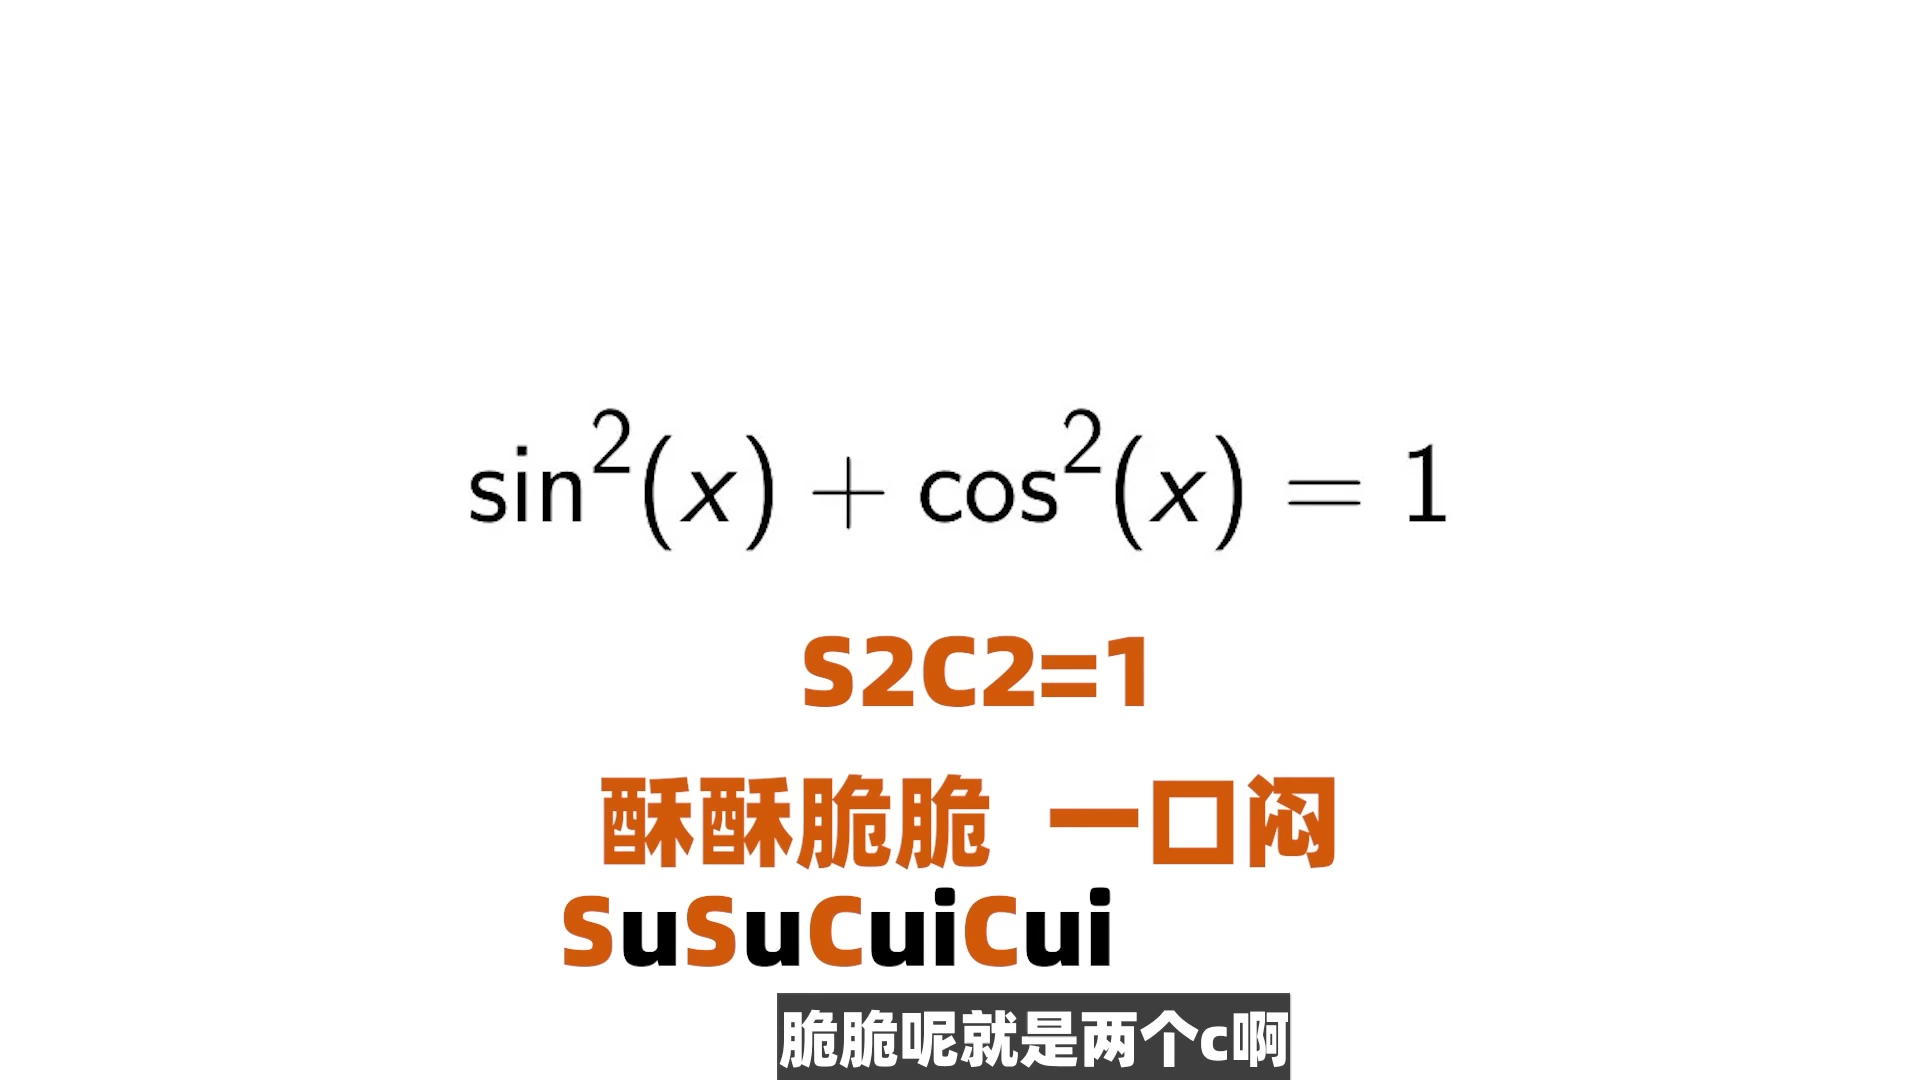 sin²(x) + cos²(x) = 1
S2C2=1
酥酥脆脆 一口闷
SuSuCuiCui
脆脆呢就是两个c啊